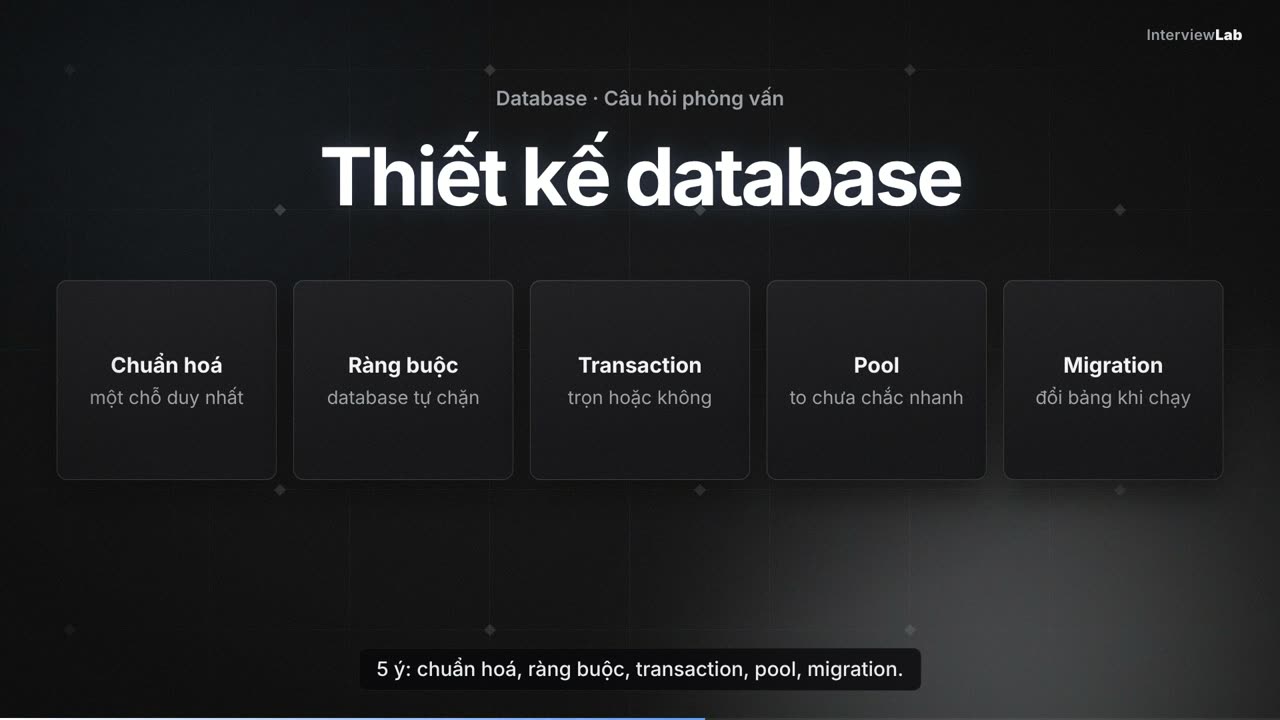 InterviewLab
Database · Câu hỏi phỏng vấn
Thiết kế database
Chuẩn hoá
một chỗ duy nhất
Ràng buộc
database tự chặn
Transaction
trọn hoặc không
Pool
to chưa chắc nhanh
Migration
đổi bảng khi chạy
5 ý: chuẩn hoá, ràng buộc, transaction, pool, migration.